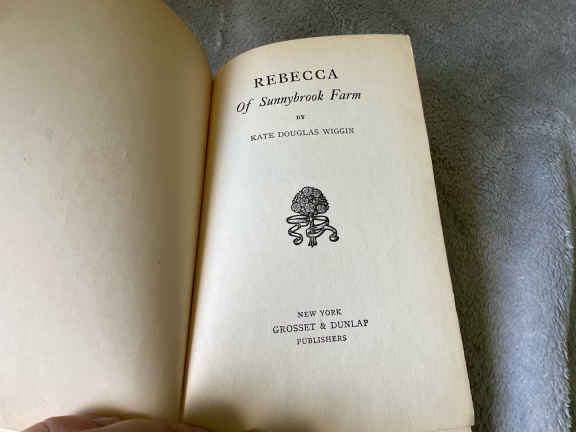 REBECCA
Of Sunnybrook Farm
BY
KATE DOUGLAS WIGGIN
NEW YORK
GROSSET & DUNLAP
PUBLISHERS